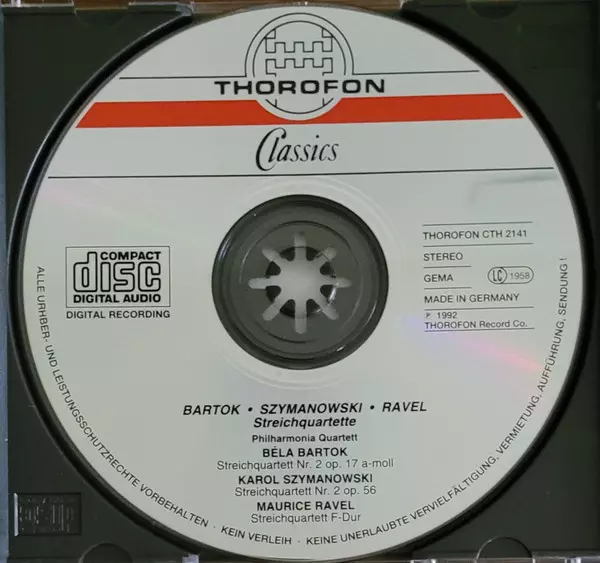 THOROFON
Classics
COMPACT
disc
DIGITAL AUDIO
DIGITAL RECORDING
THOROFON CTH 2141
STEREO
GEMA LC 1958
MADE IN GERMANY
℗ 1992
THOROFON Record Co.
BARTOK • SZYMANOWSKI • RAVEL
Streichquartette
Philharmonia Quartett
BÉLA BARTOK
Streichquartett Nr. 2 op. 17 a-moll
KAROL SZYMANOWSKI
Streichquartett Nr. 2 op. 56
MAURICE RAVEL
Streichquartett F-Dur
ALLE URHBER- UND LEISTUNGSSCHUTZRECHTE VORBEHALTEN · KEIN VERLEIH · KEINE UNERLAUBTE VERVIELFÄLTIGUNG, VERMIETUNG, AUFFÜHRUNG, SENDUNG!